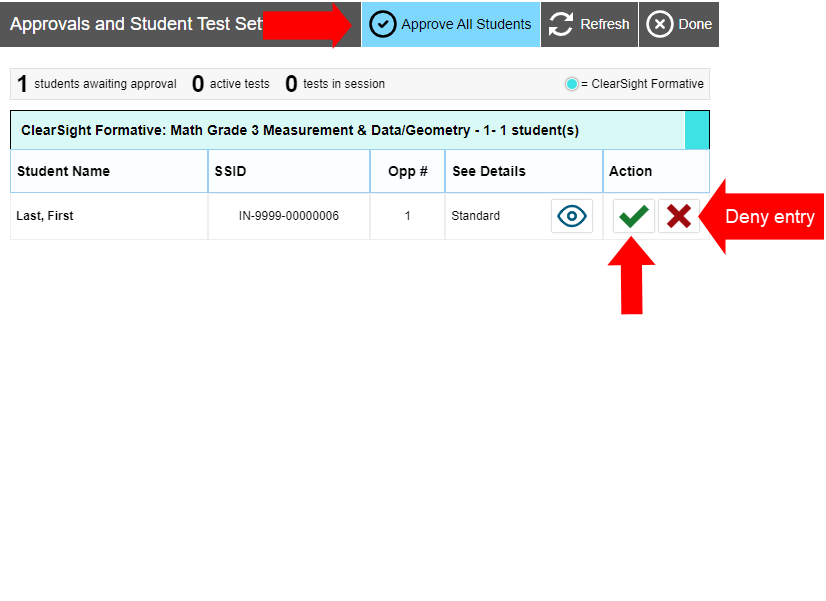 Approvals and Student Test Set
Approve All Students
Refresh
Done
1 students awaiting approval 0 active tests 0 tests in session = ClearSight Formative
ClearSight Formative: Math Grade 3 Measurement & Data/Geometry - 1- 1 student(s)
Student Name SSID Opp # See Details Action
Last, First IN-9999-00000006 1 Standard
Deny entry